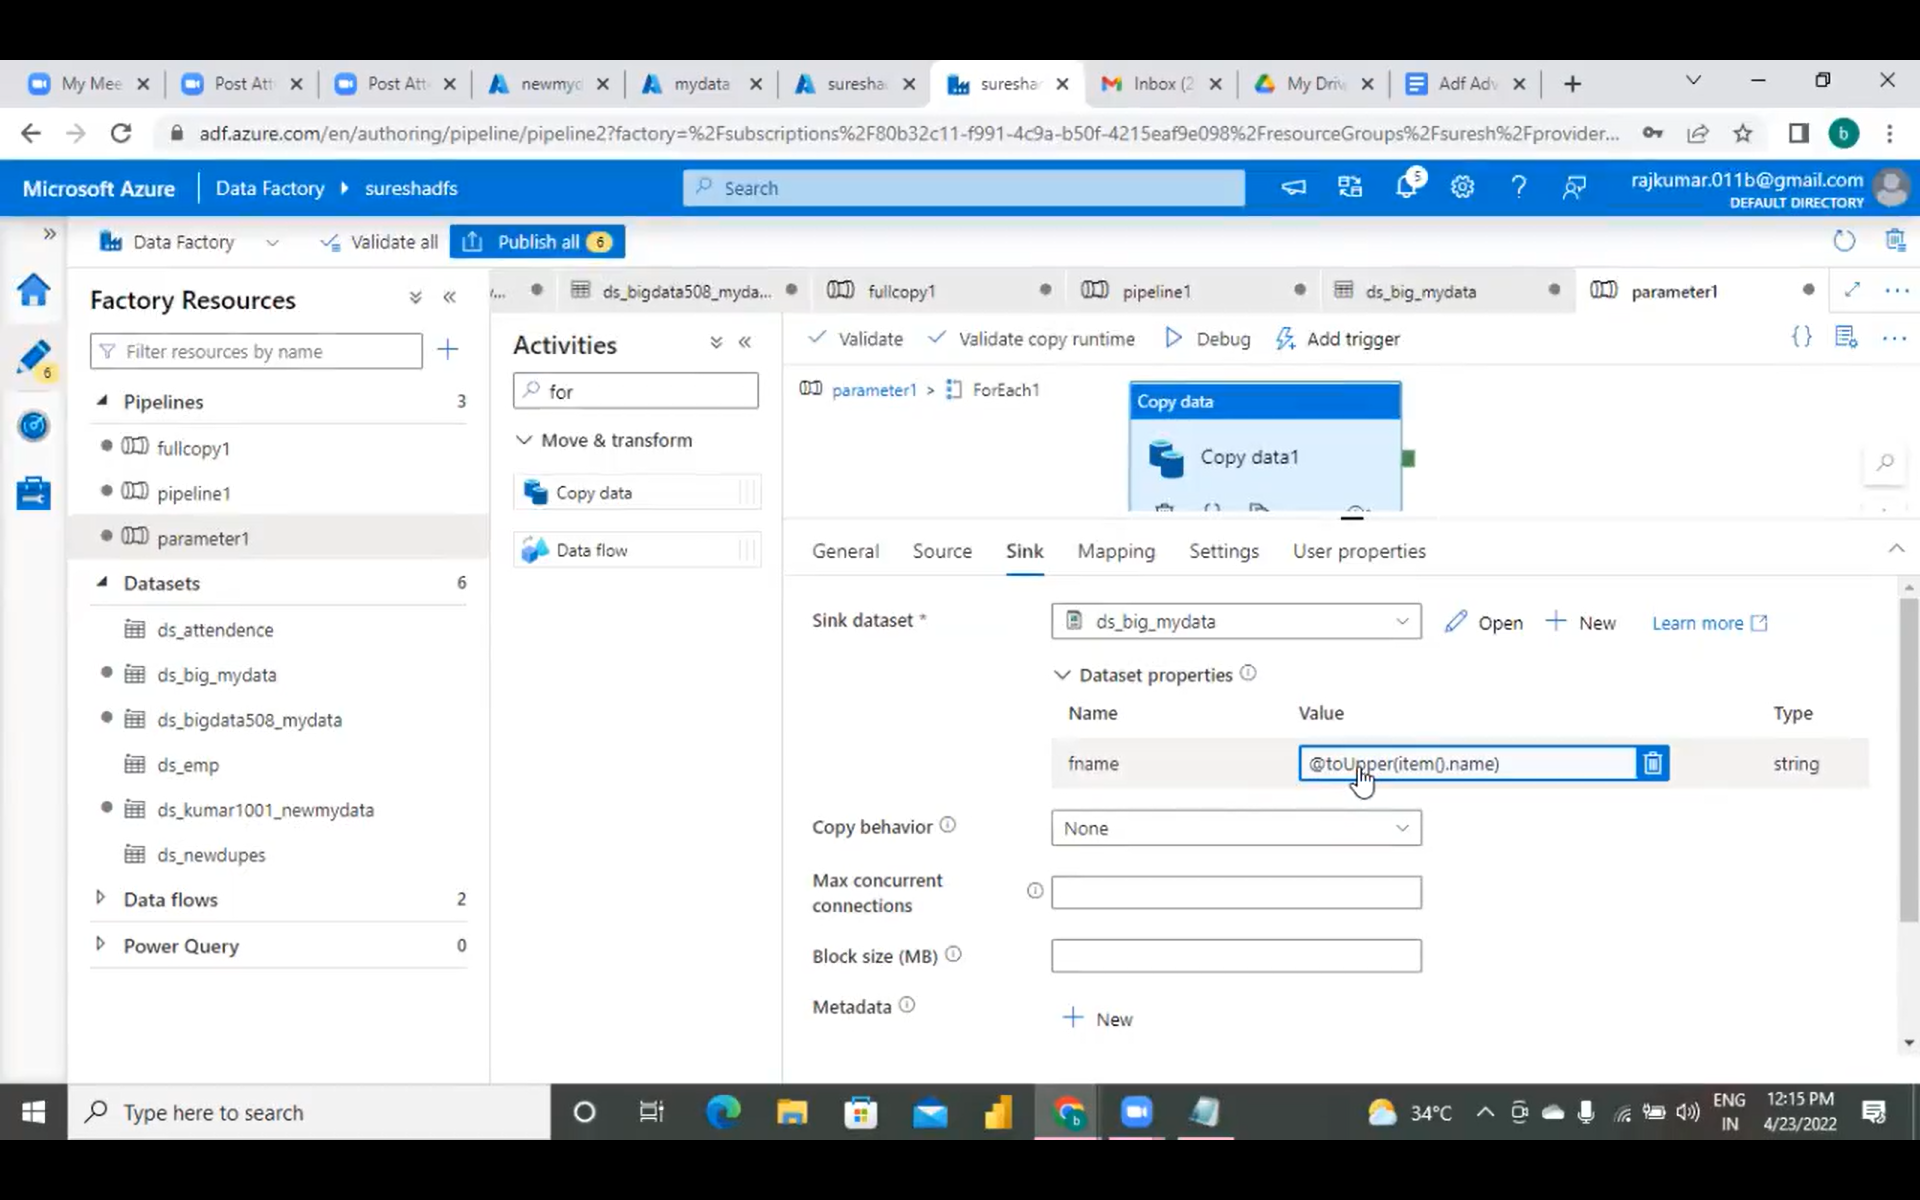 My Mee
Post Att
Post Att
newmyd
mydata
suresha
suresha
Inbox (2
My Driv
Adf Adv
adf.azure.com/en/authoring/pipeline/pipeline2?factory=%2Fsubscriptions%2F80b32c11-f991-4c9a-b50f-4215eaf9e098%2FresourceGroups%2Fsuresh%2Fprovider...
b
Microsoft Azure
Data Factory
sureshadfs
Search
5
rajkumar.011b@gmail.com
DEFAULT DIRECTORY
Data Factory
Validate all
Publish all 6
Factory Resources
ds_bigdata508_myda...
fullcopy1
pipeline1
ds_big_mydata
parameter1
Filter resources by name
6
Pipelines 3
fullcopy1
pipeline1
parameter1
Datasets 6
ds_attendence
ds_big_mydata
ds_bigdata508_mydata
ds_emp
ds_kumar1001_newmydata
ds_newdupes
Data flows 2
Power Query 0
Activities
for
Move & transform
Copy data
Data flow
Validate
Validate copy runtime
Debug
Add trigger
parameter1 > ForEach1
Copy data
Copy data1
General
Source
Sink
Mapping
Settings
User properties
Sink dataset *
ds_big_mydata
Open
New
Learn more
Dataset properties
Name Value Type
fname @toUpper(item().name) string
Copy behavior
None
Max concurrent
connections
Block size (MB)
Metadata
New
Type here to search
34°C
ENG
IN
12:15 PM
4/23/2022